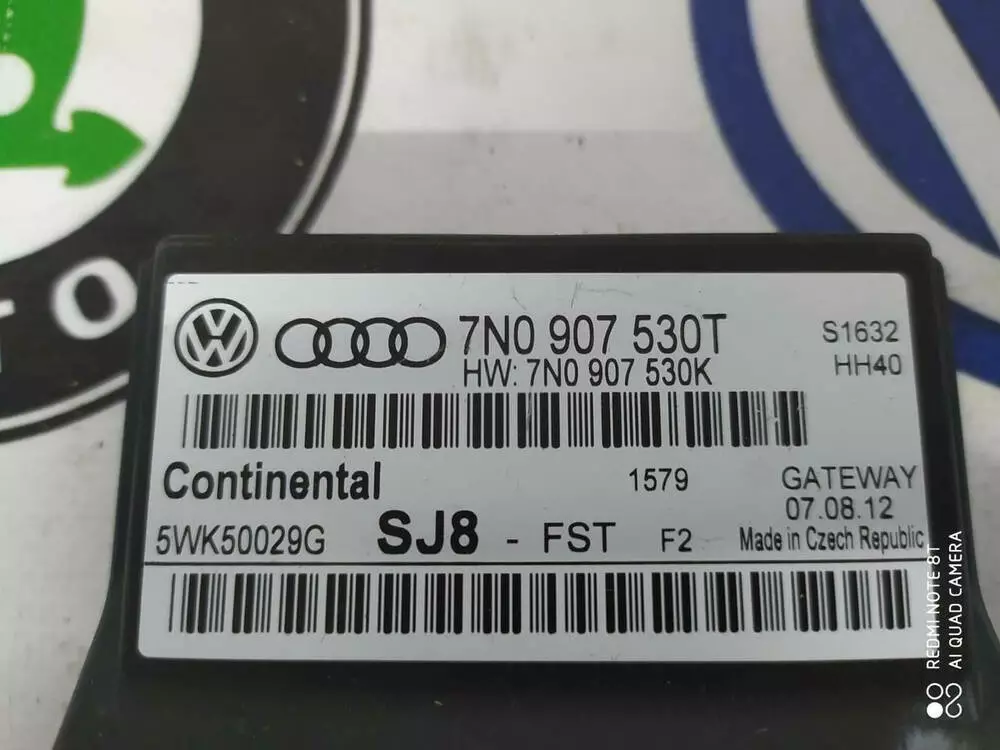 TO
7N0 907 530T
HW: 7N0 907 530K
S1632
HH40
Continental
1579
GATEWAY
07.08.12
5WK50029G
SJ8 - FST F2
Made in Czech Republic
REDMI NOTE 8T
AI QUAD CAMERA